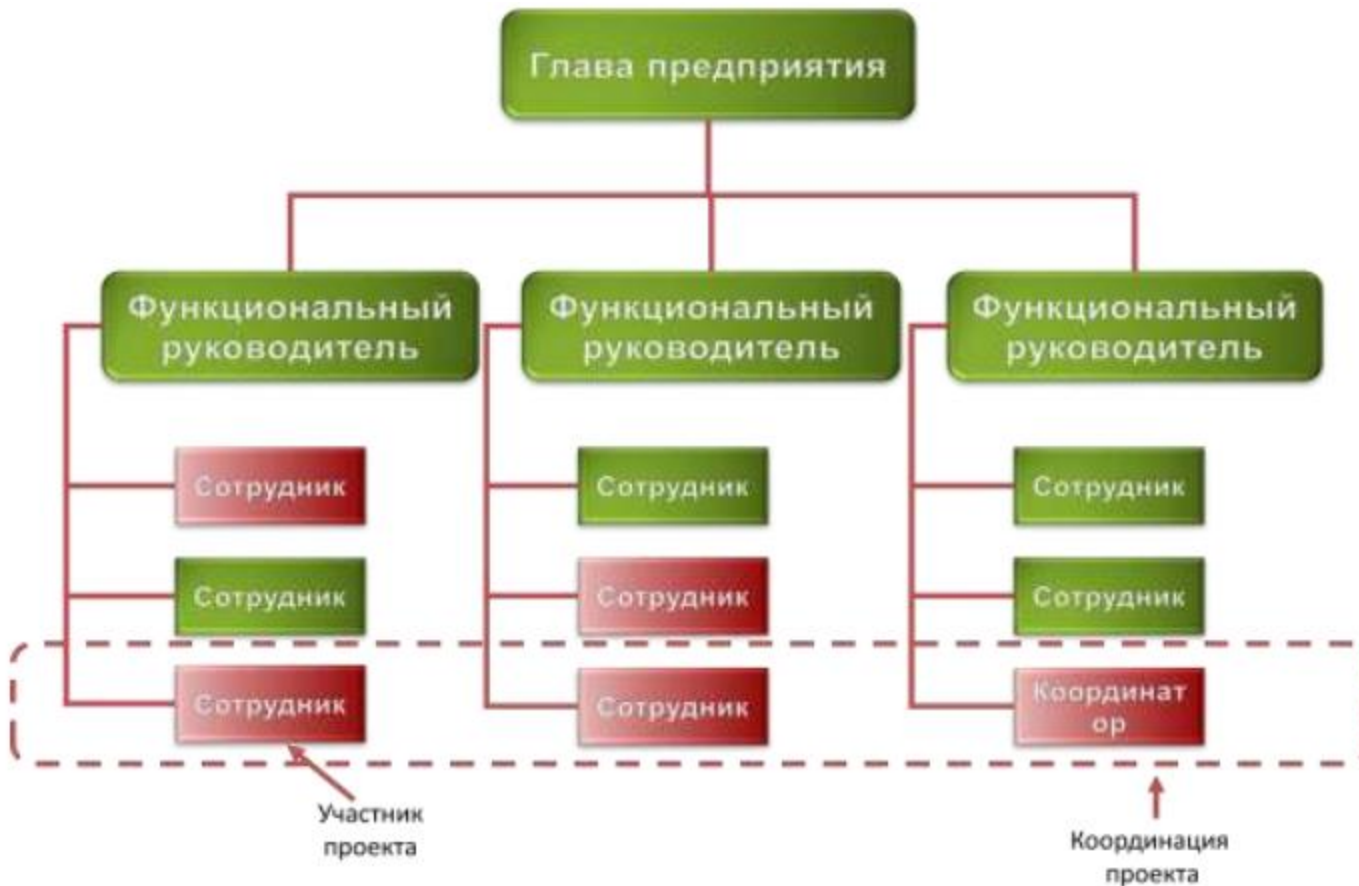 Глава предприятия
Функциональный
руководитель
Функциональный
руководитель
Функциональный
руководитель
Сотрудник
Сотрудник
Сотрудник
Сотрудник
Сотрудник
Сотрудник
Сотрудник
Сотрудник
Координат
ор
Участник
проекта
Координация
проекта